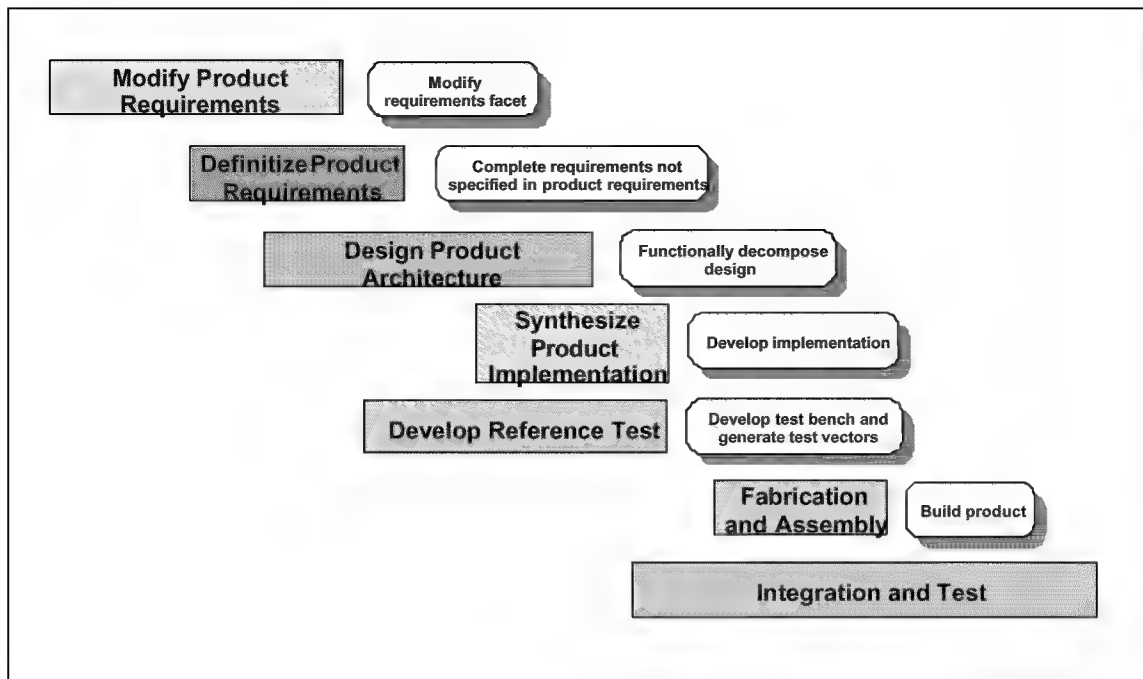 Modify Product
Requirements
Modify
requirements facet
Definitize Product
Requirements
Complete requirements not
specified in product requirements
Design Product
Architecture
Functionally decompose
design
Synthesize
Product
Implementation
Develop implementation
Develop Reference Test
Develop test bench and
generate test vectors
Fabrication
and Assembly
Build product
Integration and Test